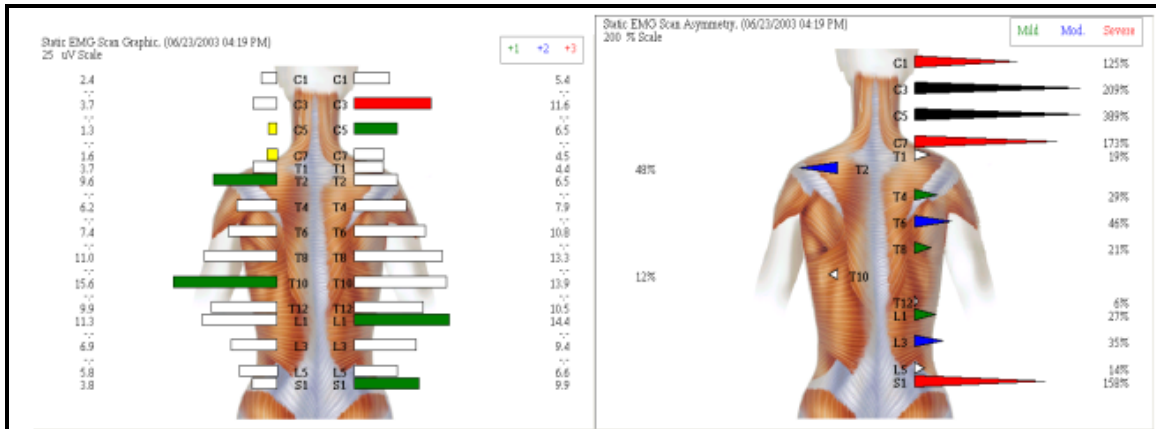 Static EMG Scan Graphic, (06/23/2003 04:19 PM)
25 uV Scale
+1 +2 +3
2.4 C1 C1 5.4
-.- -.-
3.7 C3 C3 11.6
-.- -.-
1.3 C5 C5 6.5
-.- -.-
1.6 C7 C7 4.5
3.7 T1 T1 4.4
9.6 T2 T2 6.5
-.- -.-
6.2 T4 T4 7.9
-.- -.-
7.4 T6 T6 10.8
-.- -.-
11.0 T8 T8 13.3
-.- -.-
15.6 T10 T10 13.9
-.- -.-
9.9 T12 T12 10.5
11.3 L1 L1 14.4
-.- -.-
6.9 L3 L3 9.4
-.- -.-
5.8 L5 L5 6.6
3.8 S1 S1 9.9
Static EMG Scan Asymmetry, (06/23/2003 04:19 PM)
200 % Scale
Mild Mod. Severe
C1 125%
C3 209%
C5 389%
C7 173%
T1 19%
48% T2
T4 29%
T6 46%
T8 21%
12% T10
T12 6%
L1 27%
L3 35%
L5 14%
S1 158%